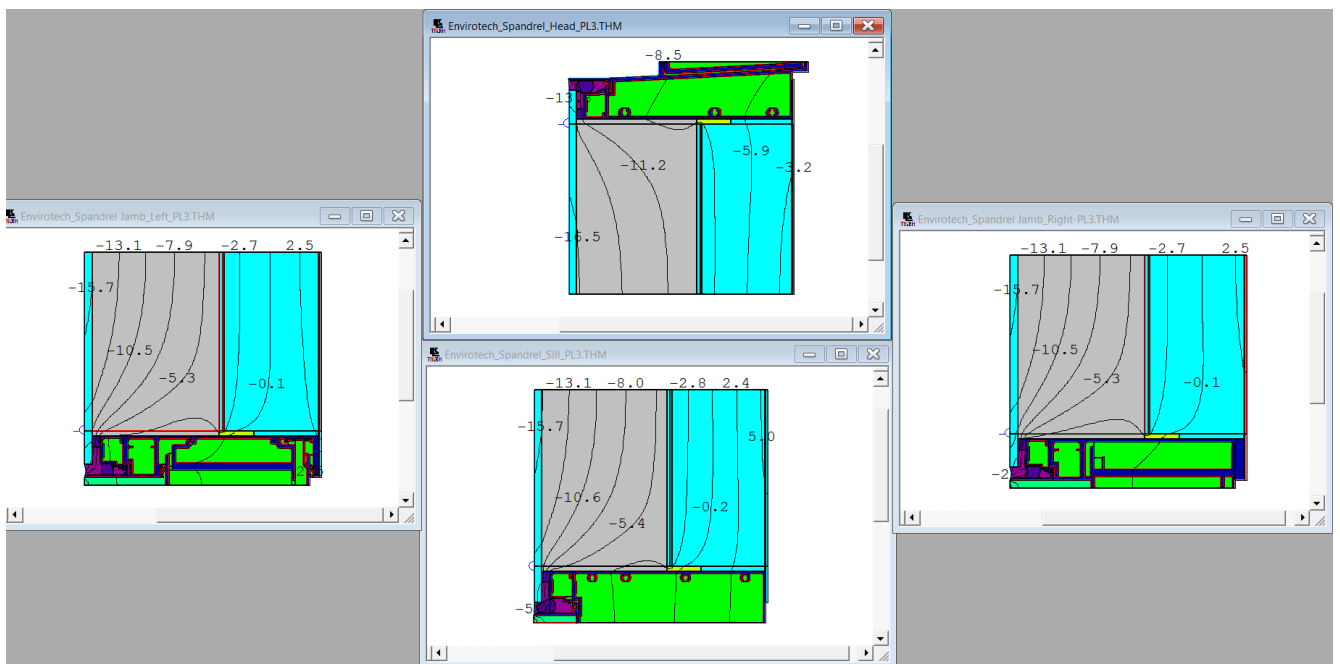 Envirotech_Spandrel_Head_PL3.THM
-8.5
-5.9
-11.2
-3.2
-16.5
Envirotech_Spandrel Jamb_Left_PL3.THM
-13.1 -7.9 -2.7 2.5
-15.7
-10.5
-5.3
-0.1
Envirotech_Spandrel_Sill_PL3.THM
-13.1 -8.0 -2.8 2.4
-15.7
5.0
-10.6
-5.4
-0.2
Envirotech_Spandrel Jamb_Right-PL3.THM
-13.1 -7.9 -2.7 2.5
-15.7
-10.5
-5.3
-0.1